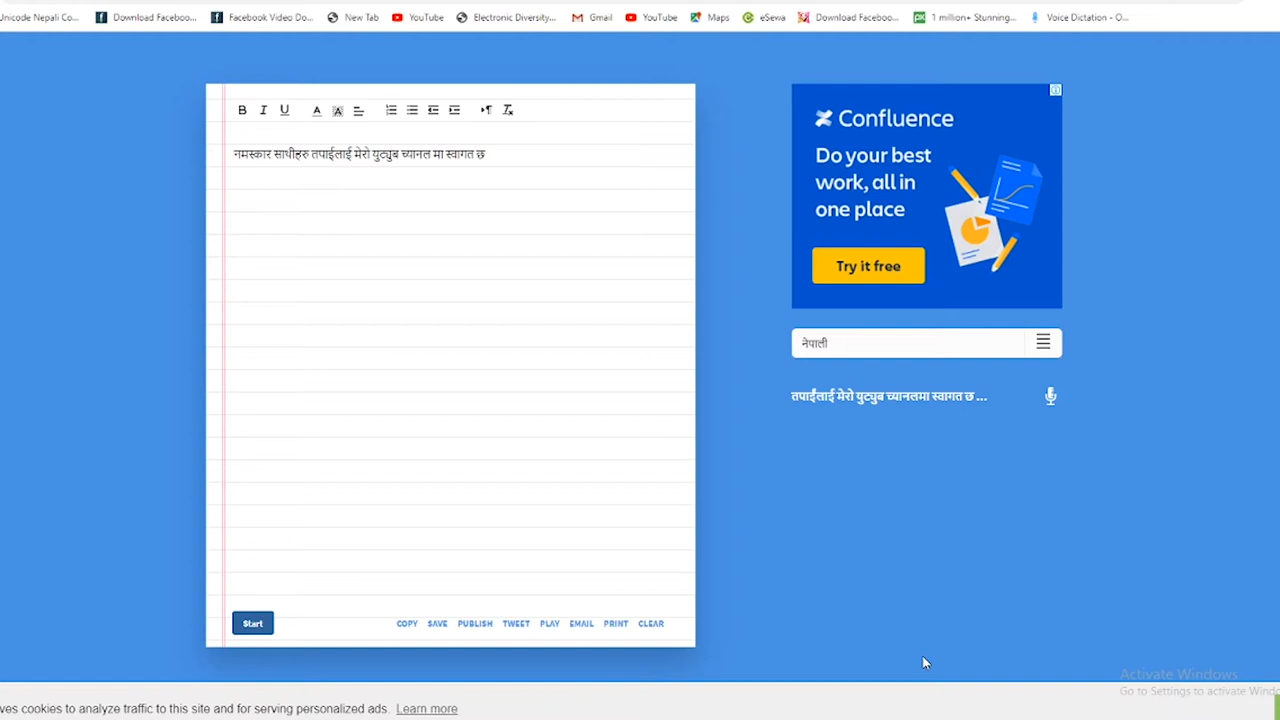 Unicode Nepali Co... Download Faceboo... Facebook Video Do... New Tab YouTube Electronic Diversity... Gmail YouTube Maps eSewa Download Faceboo... 1 million+ Stunning... Voice Dictation - O...
B I U A A
नमस्कार साथीहरु तपाईलाई मेरो युट्युब च्यानल मा स्वागत छ
Confluence
Do your best
work, all in
one place
Try it free
नेपाली
तपाईंलाई मेरो युट्युब च्यानलमा स्वागत छ ...
Start COPY SAVE PUBLISH TWEET PLAY EMAIL PRINT CLEAR
Activate Windows
Go to Settings to activate Wind
ves cookies to analyze traffic to this site and for serving personalized ads. Learn more